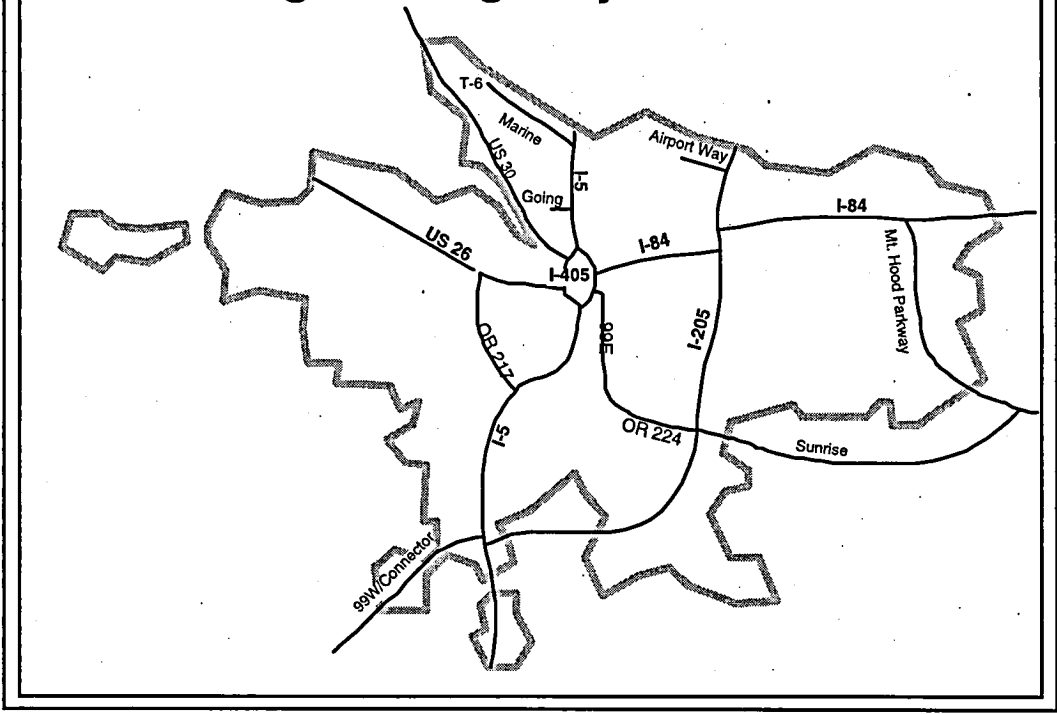 T-6
Marine
US 30
Airport Way
I-5
Going
I-84
I-84
US 26
I-405
Mt. Hood Parkway
OR 217
99E
I-205
I-5
OR 224
Sunrise
99W/Connector